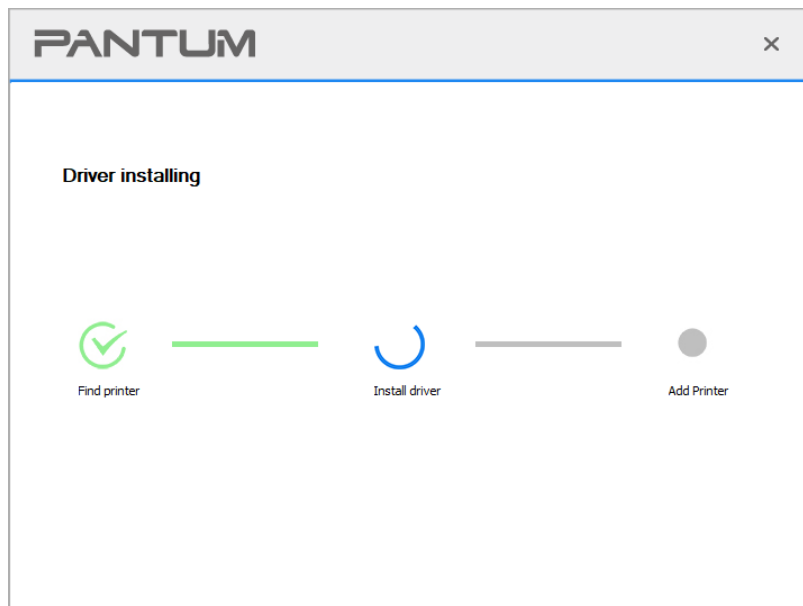 PANTUM
Driver installing
Find printer
Install driver
Add Printer